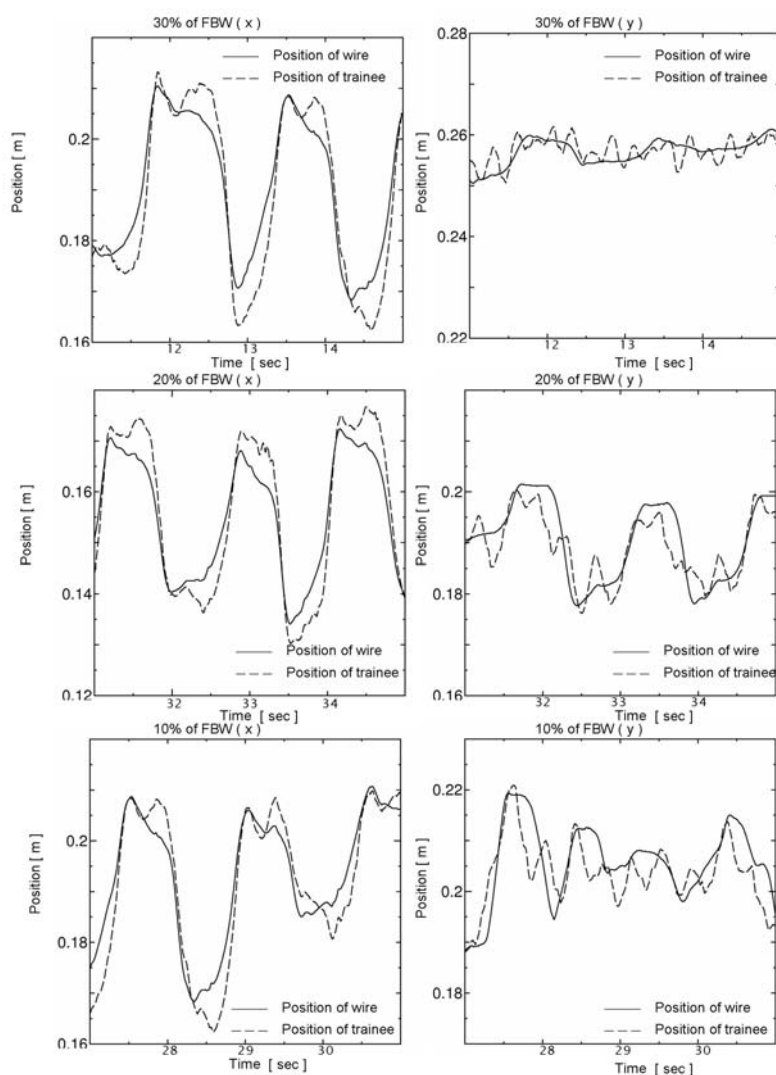 30% of FBW ( x )
Position of wire
Position of trainee
0.2
0.18
0.16
Position [ m ]
12
13
14
Time [ sec ]
30% of FBW ( y )
0.28
Position of wire
Position of trainee
0.26
0.24
0.22
Position [ m ]
12
13
14
Time [ sec ]
20% of FBW ( x )
0.16
0.14
0.12
Position [ m ]
Position of wire
Position of trainee
32
33
34
Time [ sec ]
20% of FBW ( y )
0.2
0.18
0.16
Position [ m ]
Position of wire
Position of trainee
32
33
34
Time [ sec ]
10% of FBW ( x )
0.2
0.18
0.16
Position [ m ]
Position of wire
Position of trainee
28
29
30
Time [ sec ]
10% of FBW ( y )
0.22
0.2
0.18
Position [ m ]
Position of wire
Position of trainee
28
29
30
Time [ sec ]